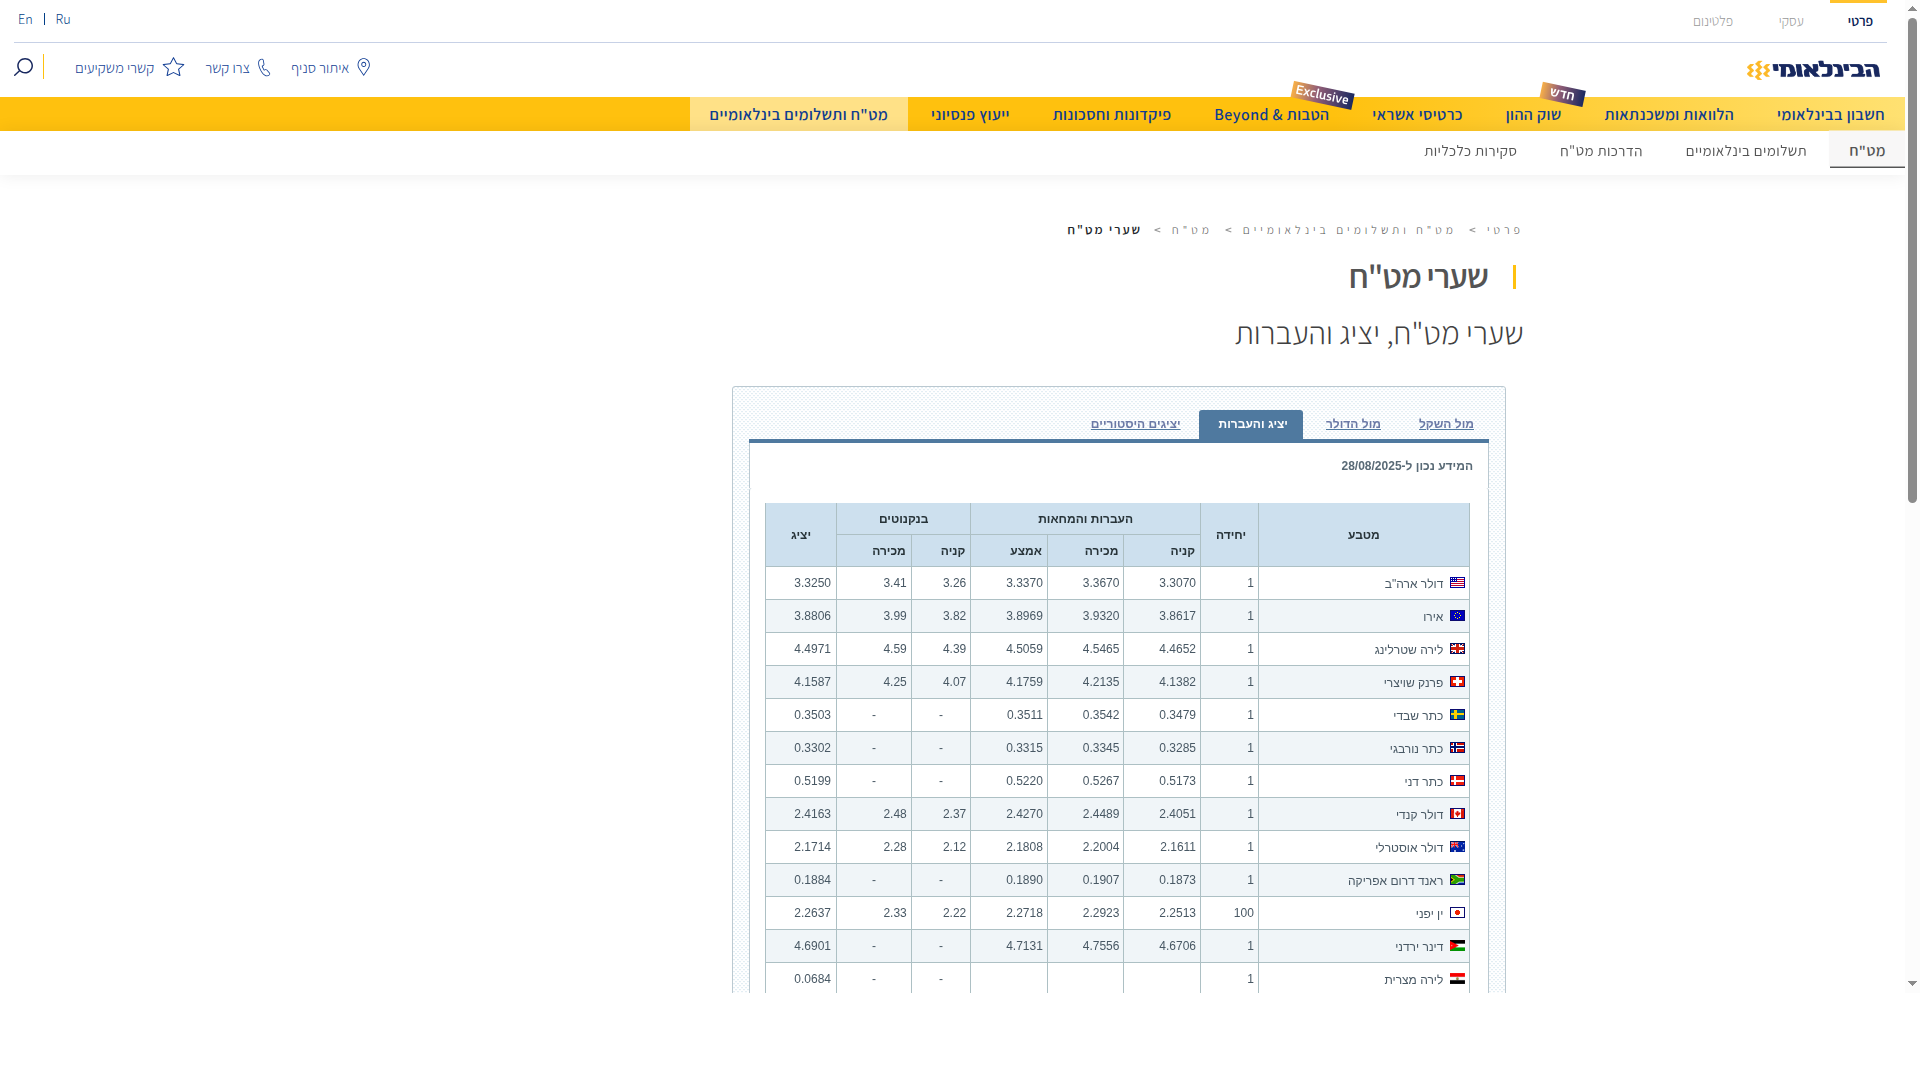 פרטי עסקי פלטינום Ru | En
הבינלאומי איתור סניף צרו קשר קשרי משקיעים
חדש Exclusive
חשבון בבינלאומי הלוואות ומשכנתאות שוק ההון כרטיסי אשראי הטבות & Beyond פיקדונות וחסכונות ייעוץ פנסיוני מט"ח ותשלומים בינלאומיים
מט"ח תשלומים בינלאומיים הדרכות מט"ח סקירות כלכליות
פרטי > מט"ח ותשלומים בינלאומיים > מט"ח > שערי מט"ח
שערי מט"ח
שערי מט"ח, יציג והעברות
מול השקל מול הדולר יציג והעברות יציגים היסטוריים
המידע נכון ל-28/08/2025
מטבע יחידה העברות והמחאות בנקנוטים יציג
קניה מכירה אמצע קניה מכירה
דולר ארה"ב 1 3.3070 3.3670 3.3370 3.26 3.41 3.3250
אירו 1 3.8617 3.9320 3.8969 3.82 3.99 3.8806
לירה שטרלינג 1 4.4652 4.5465 4.5059 4.39 4.59 4.4971
פרנק שויצרי 1 4.1382 4.2135 4.1759 4.07 4.25 4.1587
כתר שבדי 1 0.3479 0.3542 0.3511 - - 0.3503
כתר נורבגי 1 0.3285 0.3345 0.3315 - - 0.3302
כתר דני 1 0.5173 0.5267 0.5220 - - 0.5199
דולר קנדי 1 2.4051 2.4489 2.4270 2.37 2.48 2.4163
דולר אוסטרלי 1 2.1611 2.2004 2.1808 2.12 2.28 2.1714
ראנד דרום אפריקה 1 0.1873 0.1907 0.1890 - - 0.1884
ין יפני 100 2.2513 2.2923 2.2718 2.22 2.33 2.2637
דינר ירדני 1 4.6706 4.7556 4.7131 - - 4.6901
לירה מצרית 1 - - 0.0684